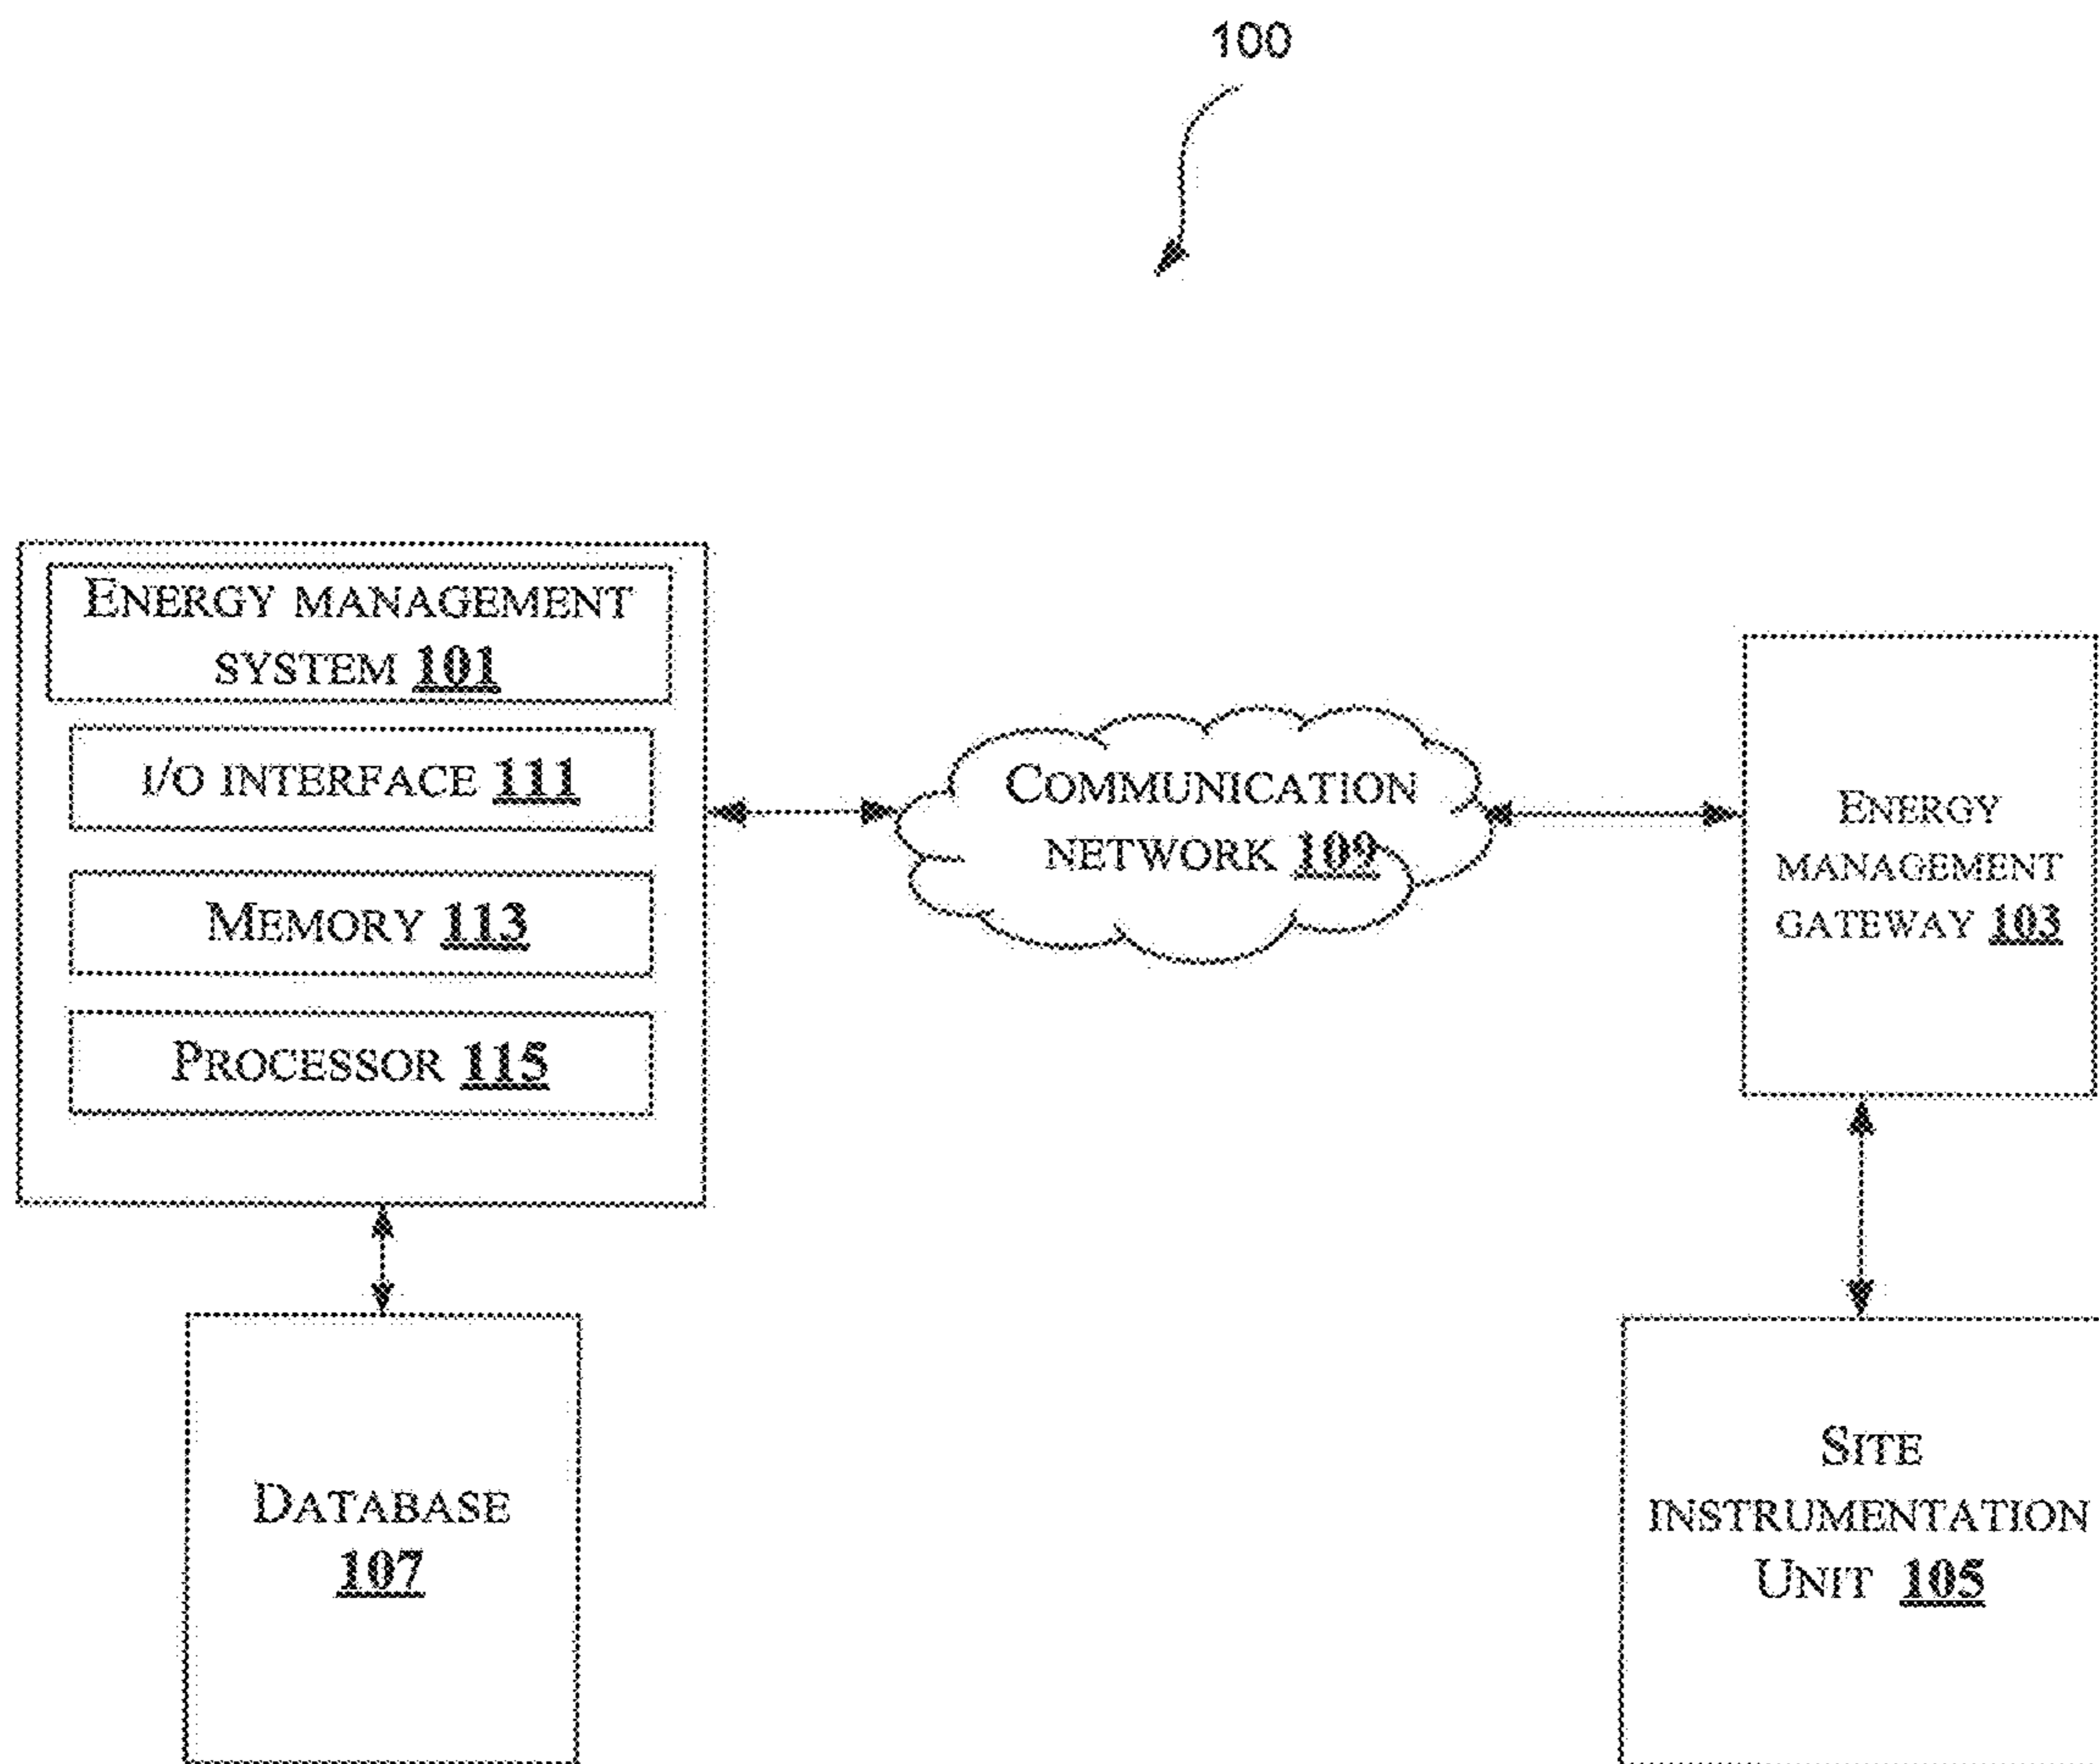 100
ENERGY MANAGEMENT
SYSTEM 101
I/O INTERFACE 111
MEMORY 113
PROCESSOR 115
COMMUNICATION
NETWORK 109
ENERGY
MANAGEMENT
GATEWAY 103
DATABASE
107
SITE
INSTRUMENTATION
UNIT 105